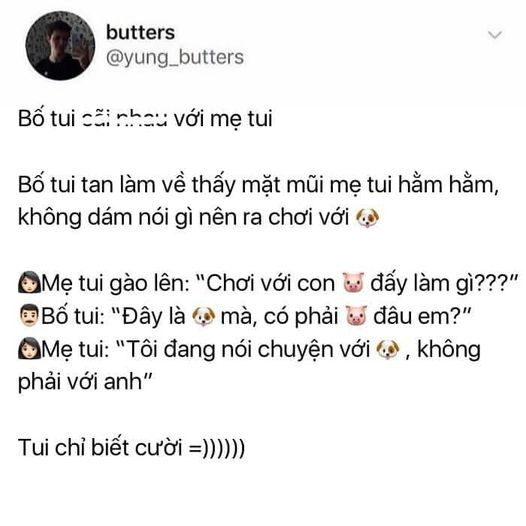 butters
@yung_butters
Bố tui cãi nhau với mẹ tui
Bố tui tan làm về thấy mặt mũi mẹ tui hằm hằm,
không dám nói gì nên ra chơi với 🐶
👩🏻Mẹ tui gào lên: "Chơi với con 🐷 đấy làm gì???"
👨🏻Bố tui: "Đây là 🐶 mà, có phải 🐷 đâu em?"
👩🏻Mẹ tui: "Tôi đang nói chuyện với 🐶 , không
phải với anh"
Tui chỉ biết cười =))))))